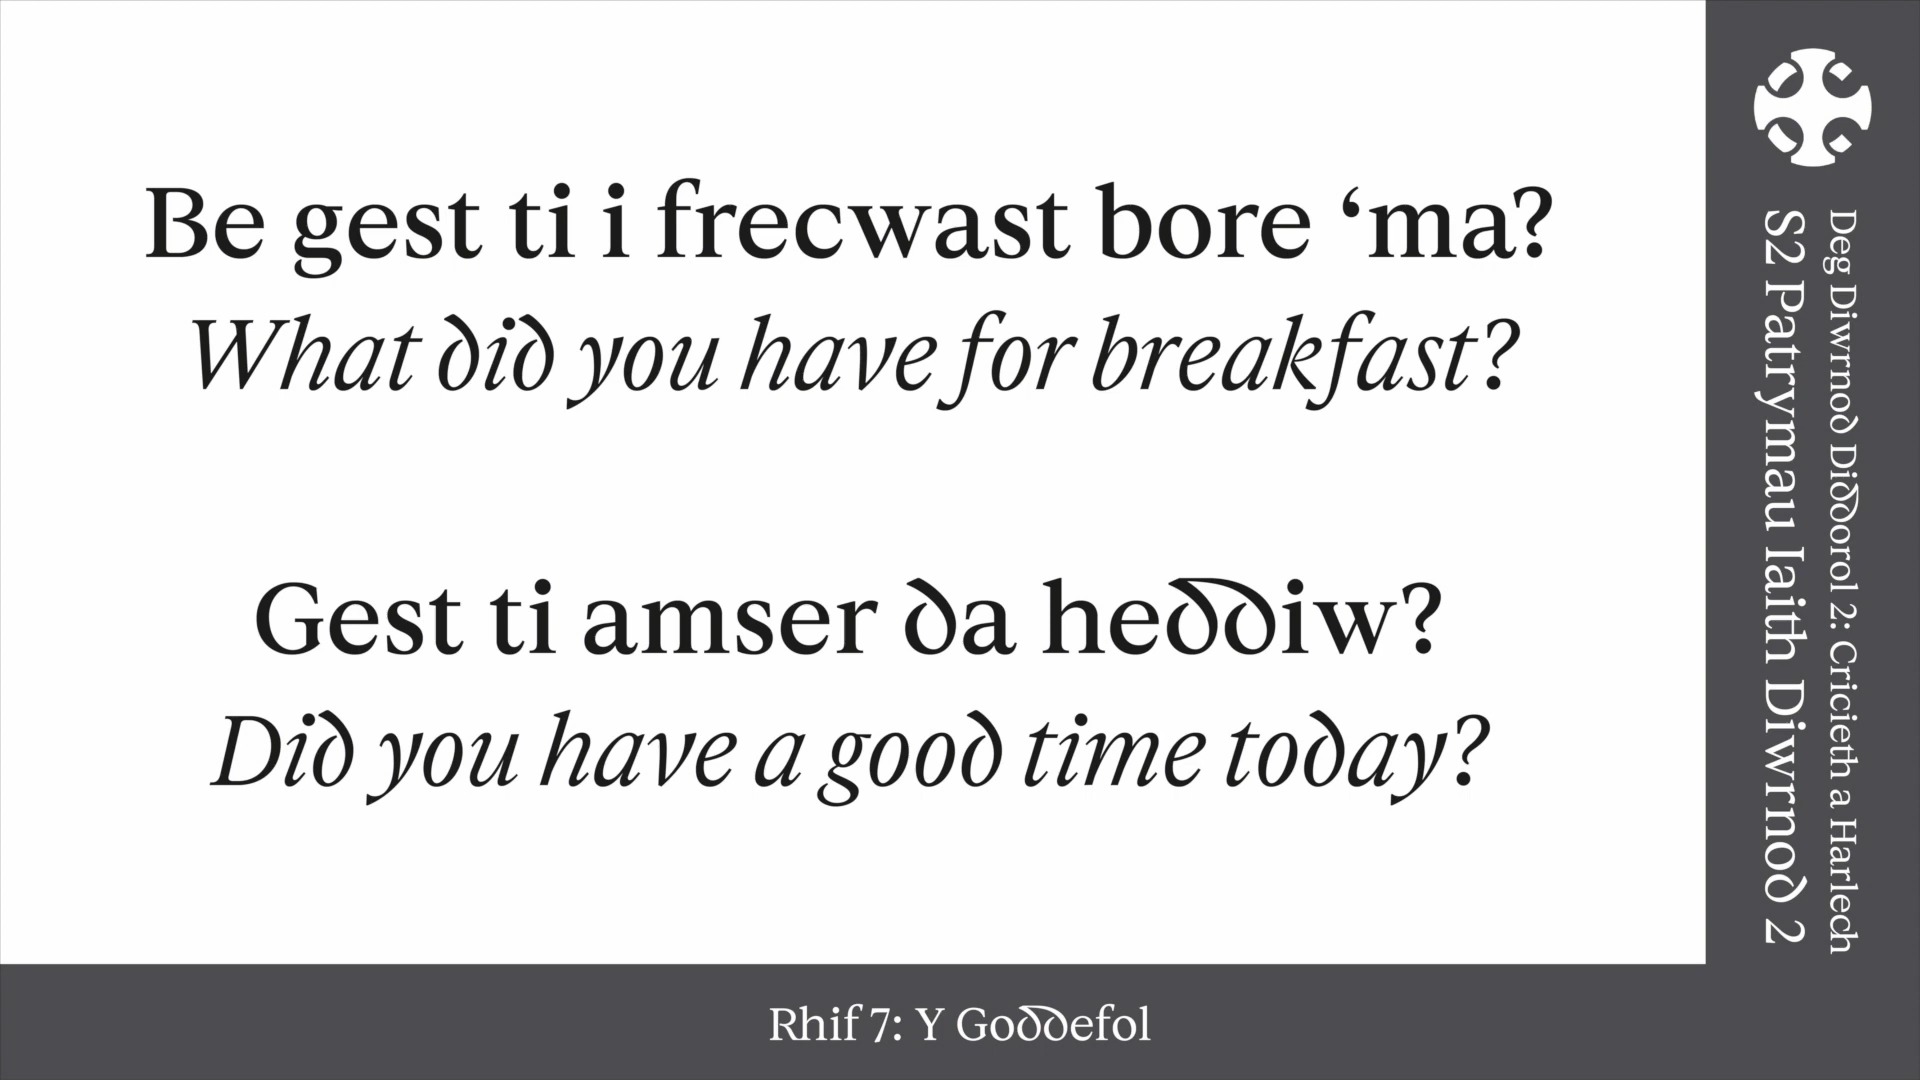 Be gest ti i frecwast bore ‘ma?
What did you have for breakfast?
Gest ti amser da heddiw?
Did you have a good time today?
Deg Diwrnod Diddorol 2: Cricieth a Harlech
S2 Patrymau Iaith Diwrnod 2
Rhif 7: Y Goddefol